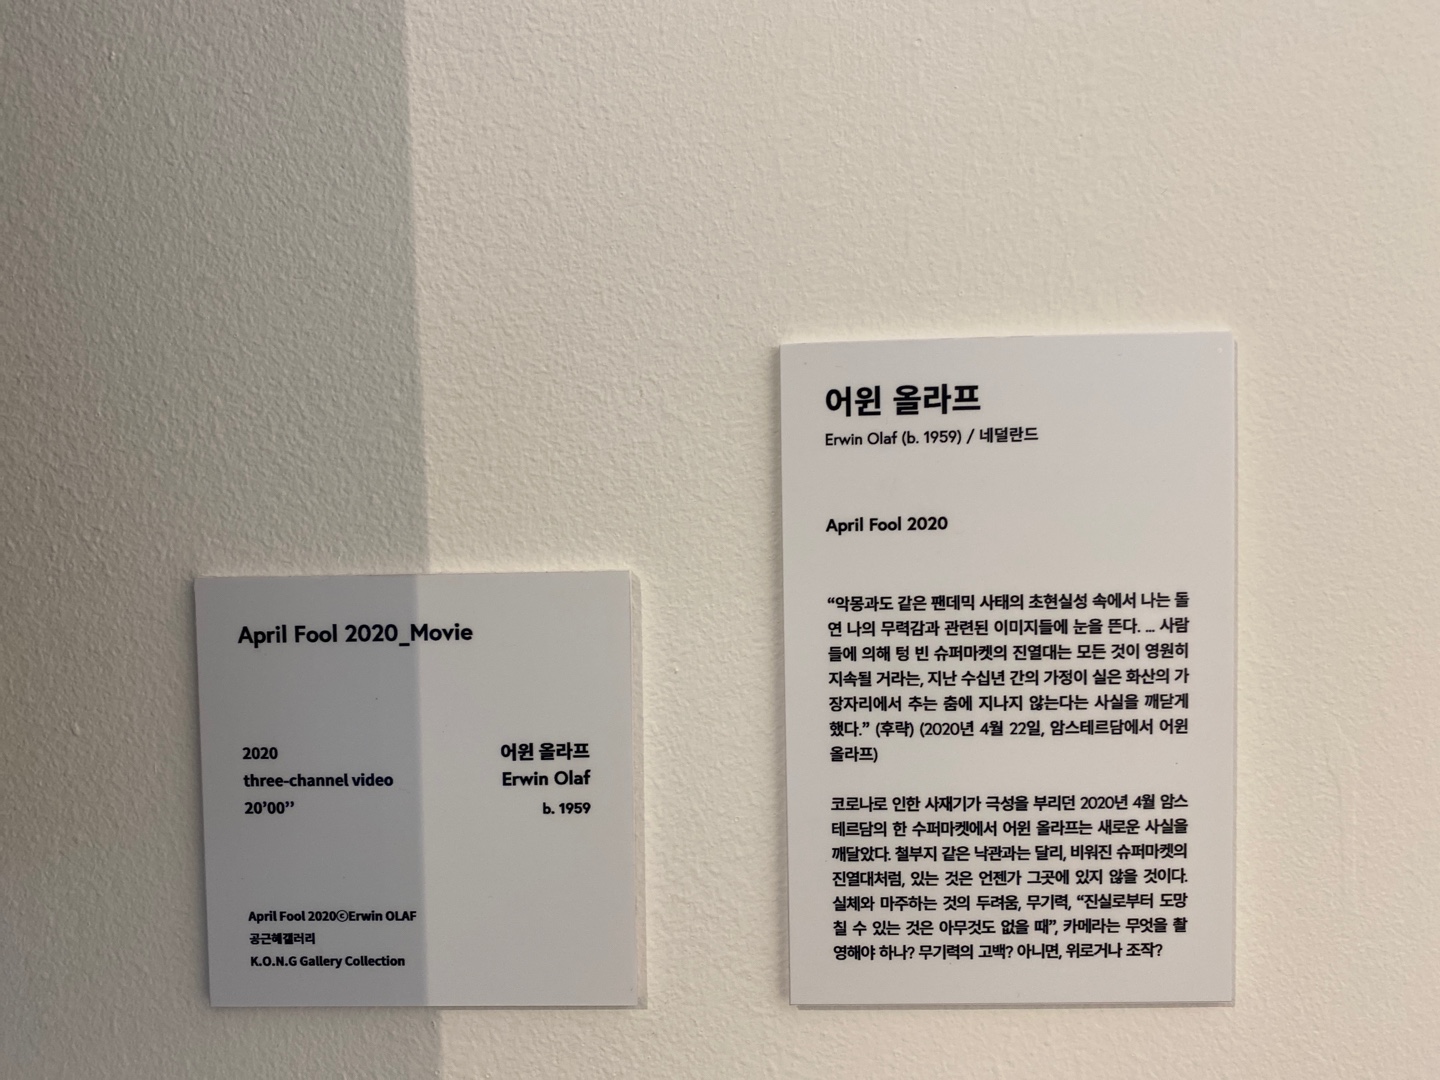 April Fool 2020_Movie
2020
three-channel video
20’00’’
어윈 올라프
Erwin Olaf
b. 1959
April Fool 2020ⓒErwin OLAF
공근혜갤러리
K.O.N.G Gallery Collection
어윈 올라프
Erwin Olaf (b. 1959) / 네덜란드
April Fool 2020
“악몽과도 같은 팬데믹 사태의 초현실성 속에서 나는 돌
연 나의 무력감과 관련된 이미지들에 눈을 뜬다. ... 사람
들에 의해 텅 빈 슈퍼마켓의 진열대는 모든 것이 영원히
지속될 거라는, 지난 수십년 간의 가정이 실은 화산의 가
장자리에서 추는 춤에 지나지 않는다는 사실을 깨닫게
했다.” (후략) (2020년 4월 22일, 암스테르담에서 어윈
올라프)
코로나로 인한 사재기가 극성을 부리던 2020년 4월 암스
테르담의 한 수퍼마켓에서 어윈 올라프는 새로운 사실을
깨달았다. 철부지 같은 낙관과는 달리, 비워진 슈퍼마켓의
진열대처럼, 있는 것은 언젠가 그곳에 있지 않을 것이다.
실체와 마주하는 것의 두려움, 무기력, “진실로부터 도망
칠 수 있는 것은 아무것도 없을 때”, 카메라는 무엇을 촬
영해야 하나? 무기력의 고백? 아니면, 위로거나 조작?